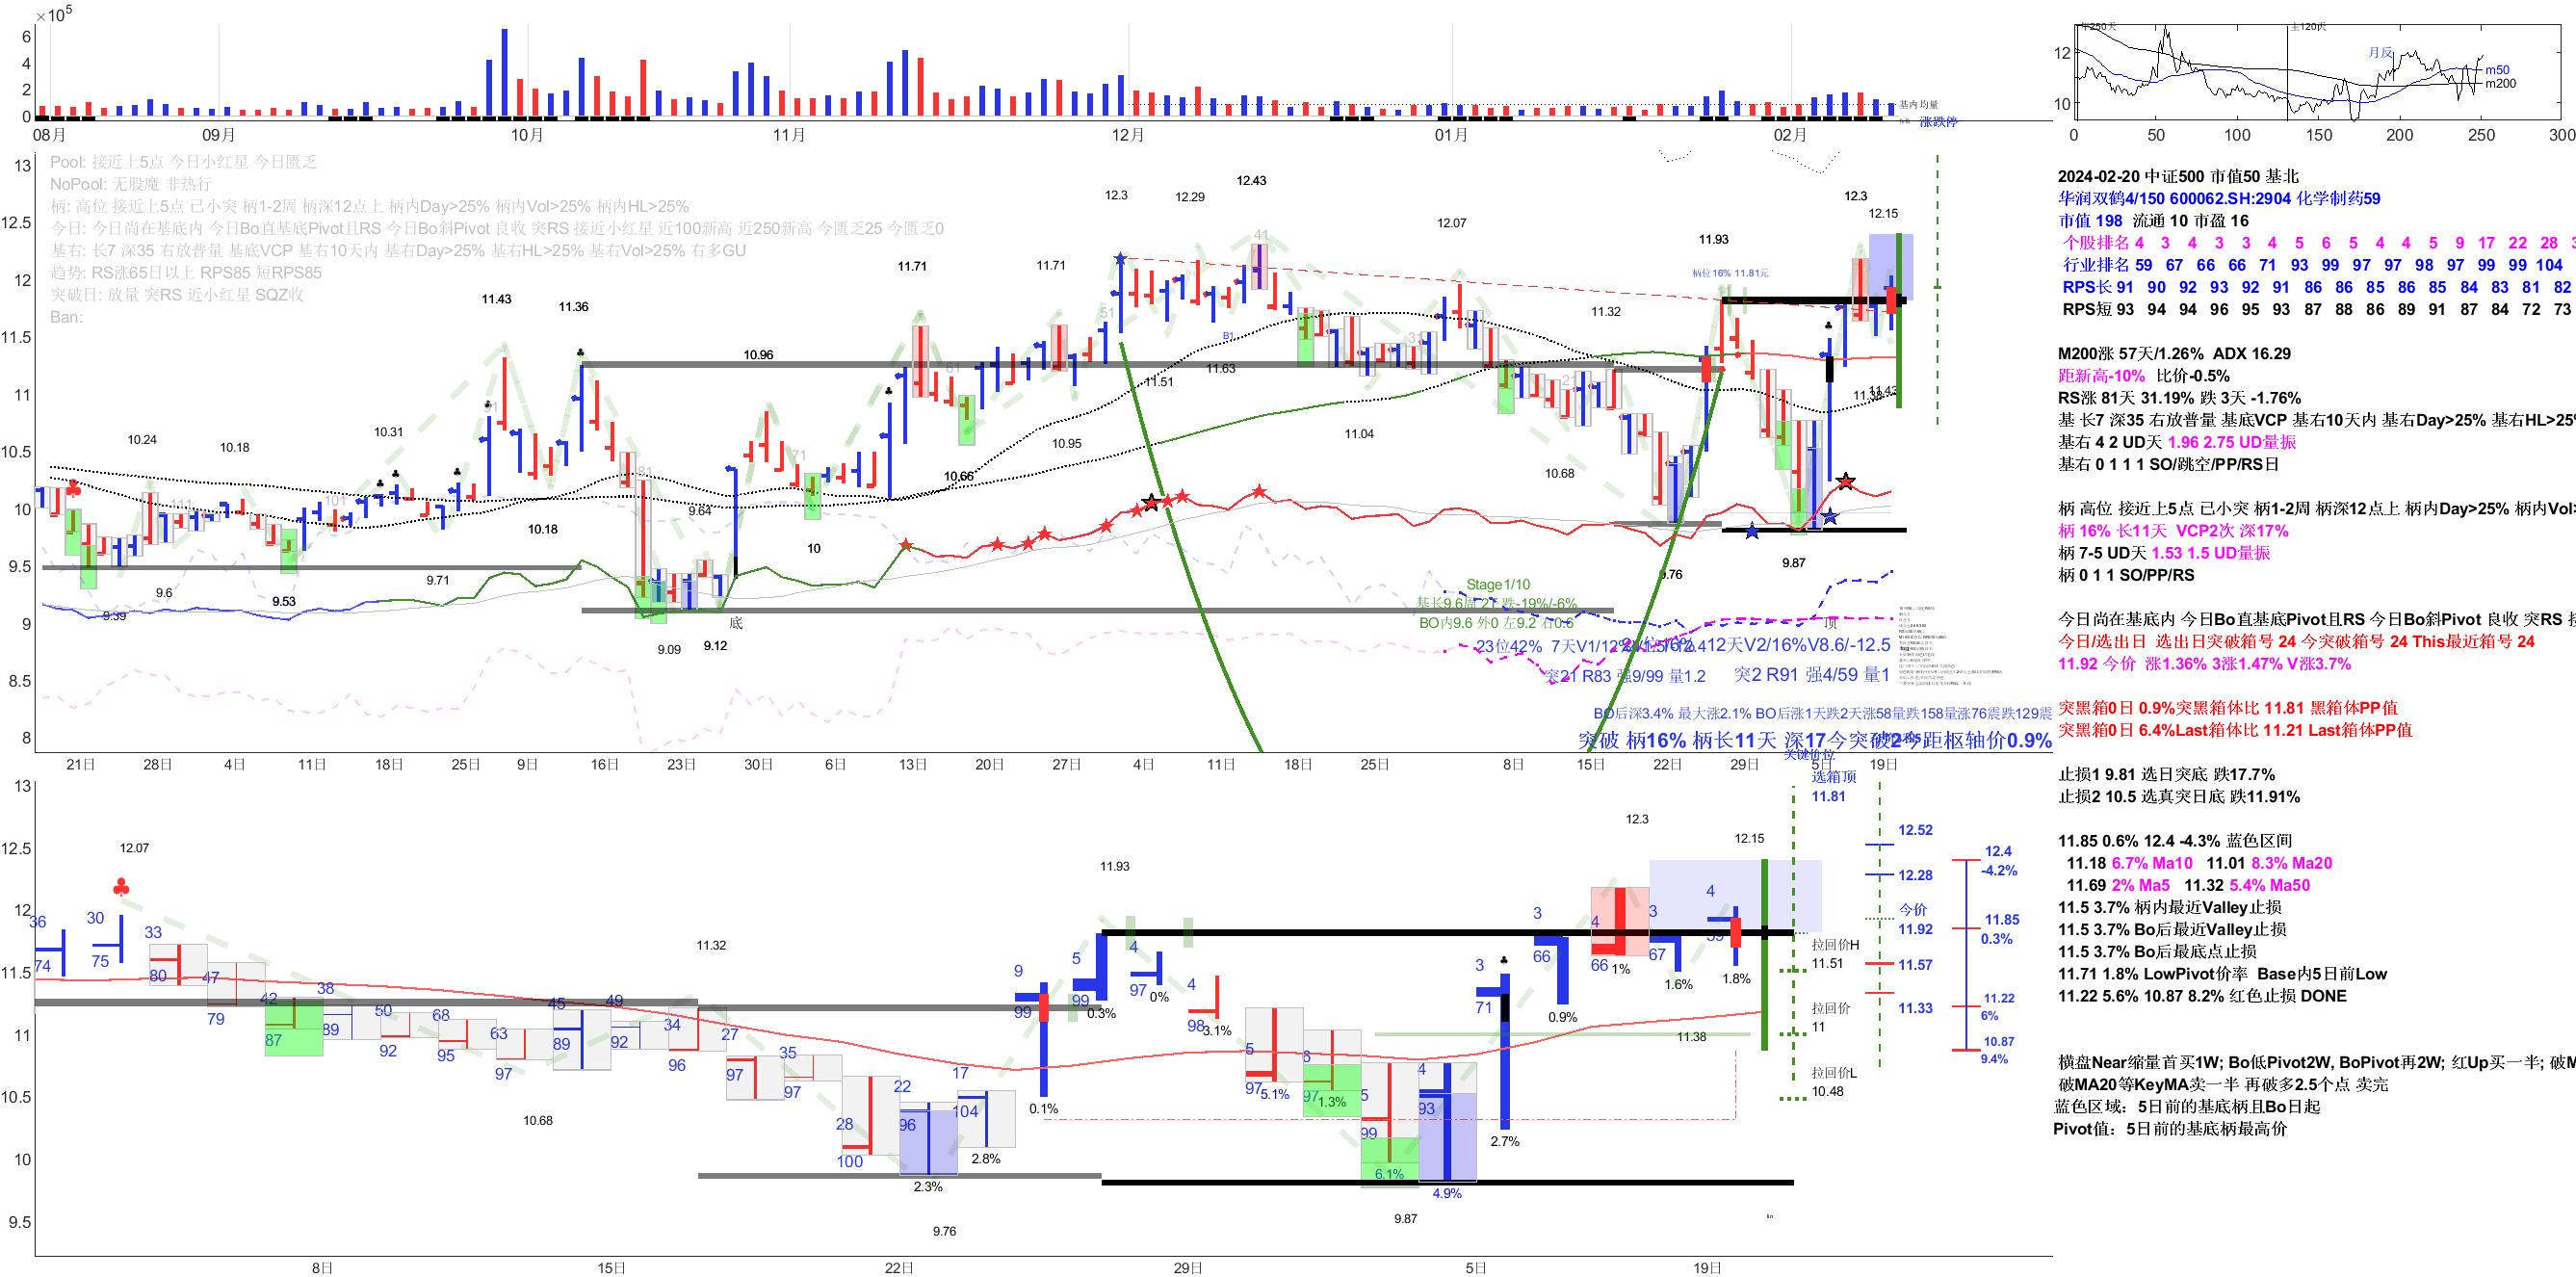 ×10⁵
6
4
2
0
08月 09月 10月 11月 12月 01月 02月
基内均量
涨跌停
年250天 主120天
月反
m50
m200
12
10
0 50 100 150 200 250 300
Pool: 接近上5点 今日小红星 今日匮乏
NoPool: 无股魔 非热行
柄: 高位 接近上5点 己小突 柄1-2周 柄深12点上 柄内Day>25% 柄内Vol>25% 柄内HL>25%
今日: 今日尚在基底内 今日Bo直基底Pivot且RS 今日Bo斜Pivot 良收 突RS 接近小红星 近100新高 近250新高 今匮乏25 今匮乏0
基右: 长7 深35 右放普量 基底VCP 基右10天内 基右Day>25% 基右HL>25% 基右Vol>25% 右多GU
趋势: RS涨65日以上 RPS85 短RPS85
突破日: 放量 突RS 近小红星 SQZ收
Ban:
13
12.5
12
11.5
11
10.5
10
9.5
9
8.5
8
10.24 10.18 10.31 11.43 11.36 10.96 11.71 11.71 12.3 12.29 12.43 12.07 11.32 11.93 12.3 12.15
柄位16% 11.81元
9.39 9.6 9.53 9.71 10.18 9.09 9.12 9.64 10 10.66 10.95 11.51 11.63 11.04 10.68 9.76 9.87
B1
底
顶
Stage1/10
基长9.6周 21 跌-19%/-6%
BO内9.6 外0 左9.2 右0.6
突21 R83 强9/99 量1.2
突2 R91 强4/59 量1
BO后深3.4% 最大涨2.1% BO后涨1天跌2天涨58量跌158量涨76震跌129震
突破 柄16% 柄长11天 深17今突破2今距枢轴价0.9%
21日 28日 4日 11日 18日 25日 9日 16日 23日 30日 6日 13日 20日 27日 4日 11日 18日 25日 8日 15日 22日 29日 5日 19日
关键价位
选箱顶
11.81
2024-02-20 中证500 市值50 基北
华润双鹤4/150 600062.SH:2904 化学制药59
市值 198 流通 10 市盈 16
个股排名 4 3 4 3 3 4 5 6 5 4 4 5 9 17 22 28
行业排名 59 67 66 66 71 93 99 97 97 98 97 99 99 104
RPS长 91 90 92 93 92 91 86 86 85 86 85 84 83 81 82
RPS短 93 94 94 96 95 93 87 88 86 89 91 87 84 72 73
M200涨 57天/1.26% ADX 16.29
距新高-10% 比价-0.5%
RS涨 81天 31.19% 跌 3天 -1.76%
基 长7 深35 右放普量 基底VCP 基右10天内 基右Day>25% 基右HL>25%
基右 4 2 UD天 1.96 2.75 UD量振
基右 0 1 1 1 SO/跳空/PP/RS日
柄 高位 接近上5点 己小突 柄1-2周 柄深12点上 柄内Day>25% 柄内Vol>
柄 16% 长11天 VCP2次 深17%
柄 7-5 UD天 1.53 1.5 UD量振
柄 0 1 1 SO/PP/RS
今日尚在基底内 今日Bo直基底Pivot且RS 今日Bo斜Pivot 良收 突RS
今日/选出日 选出日突破箱号 24 今突破箱号 24 This最近箱号 24
11.92 今价 涨1.36% 3涨1.47% V涨3.7%
突黑箱0日 0.9%突黑箱体比 11.81 黑箱体PP值
突黑箱0日 6.4%Last箱体比 11.21 Last箱体PP值
止损1 9.81 选日突底 跌17.7%
止损2 10.5 选真突日底 跌11.91%
11.85 0.6% 12.4 -4.3% 蓝色区间
11.18 6.7% Ma10 11.01 8.3% Ma20
11.69 2% Ma5 11.32 5.4% Ma50
11.5 3.7% 柄内最近Valley止损
11.5 3.7% Bo后最近Valley止损
11.5 3.7% Bo后最底点止损
11.71 1.8% LowPivot价率 Base内5日前Low
11.22 5.6% 10.87 8.2% 红色止损 DONE
横盘Near缩量首买1W; Bo低Pivot2W, BoPivot再2W; 红Up买一半; 破M
破MA20等KeyMA卖一半 再破多2.5个点 卖完
蓝色区域: 5日前的基底柄且Bo日起
Pivot值: 5日前的基底柄最高价
13
12.5
12
11.5
11
10.5
10
9.5
12.07 11.32 11.93 12.3 12.15
10.68 9.76 9.87 11.38
36 74 30 75 33 80 47 79 42 87 38 89 50 92 68 95 63 97 45 89 49 92 34 96 27 97 35 97 28 100 22 96 17 104 9 99 5 99 4 97 4 98
2.3% 2.8% 0.1% 0.3% 0% 3.1% 5.1% 1.3% 6.1% 4.9% 2.7% 0.9% 1% 1.6% 1.8%
拉回价H
11.51
拉回价
11
拉回价L
10.48
12.52
12.28
今价
11.92
11.57
11.33
12.4
-4.2%
11.85
0.3%
11.22
6%
10.87
9.4%
8日 15日 22日 29日 5日 19日